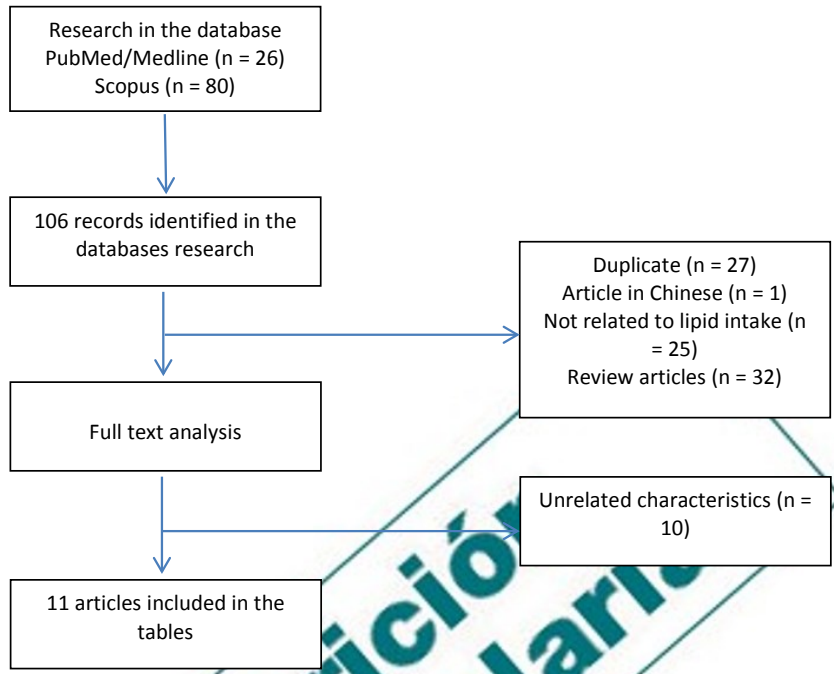 Research in the database
PubMed/Medline (n = 26)
Scopus (n = 80)
106 records identified in the
databases research
Duplicate (n = 27)
Article in Chinese (n = 1)
Not related to lipid intake (n
= 25)
Review articles (n = 32)
Full text analysis
Unrelated characteristics (n =
10)
11 articles included in the
tables